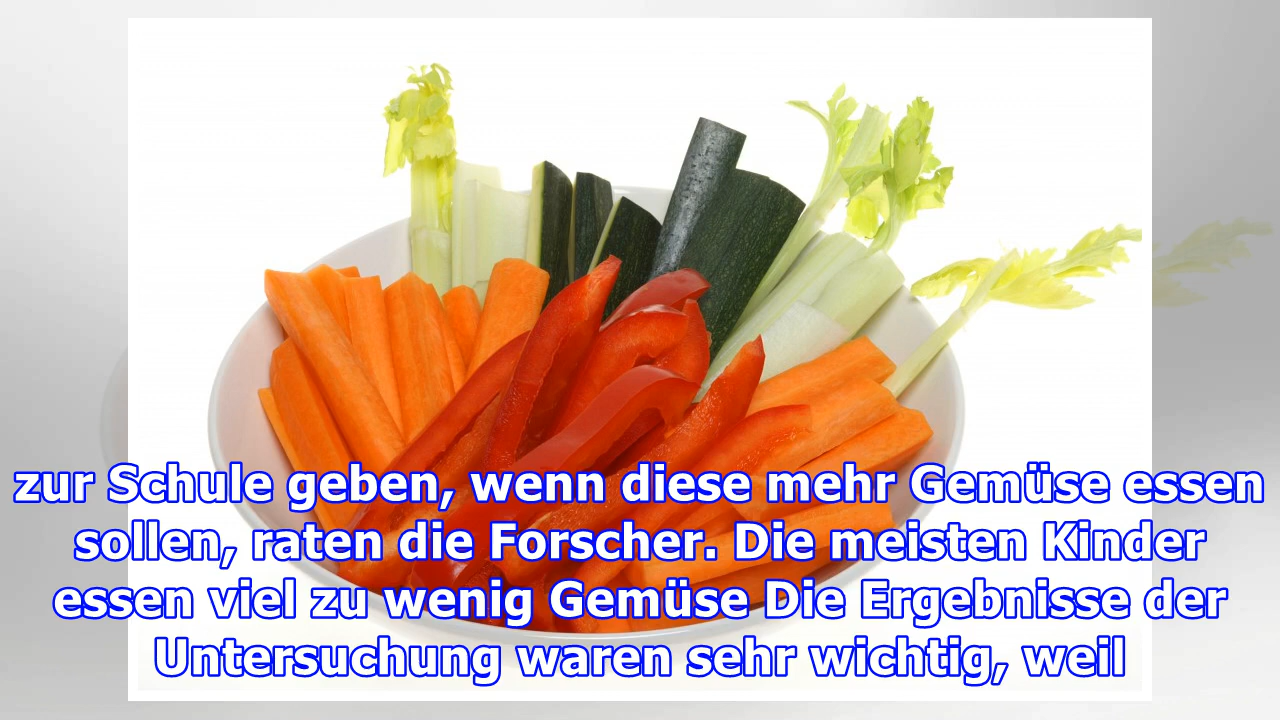 zur Schule geben, wenn diese mehr Gemüse essen
sollen, raten die Forscher. Die meisten Kinder
essen viel zu wenig Gemüse Die Ergebnisse der
Untersuchung waren sehr wichtig, weil